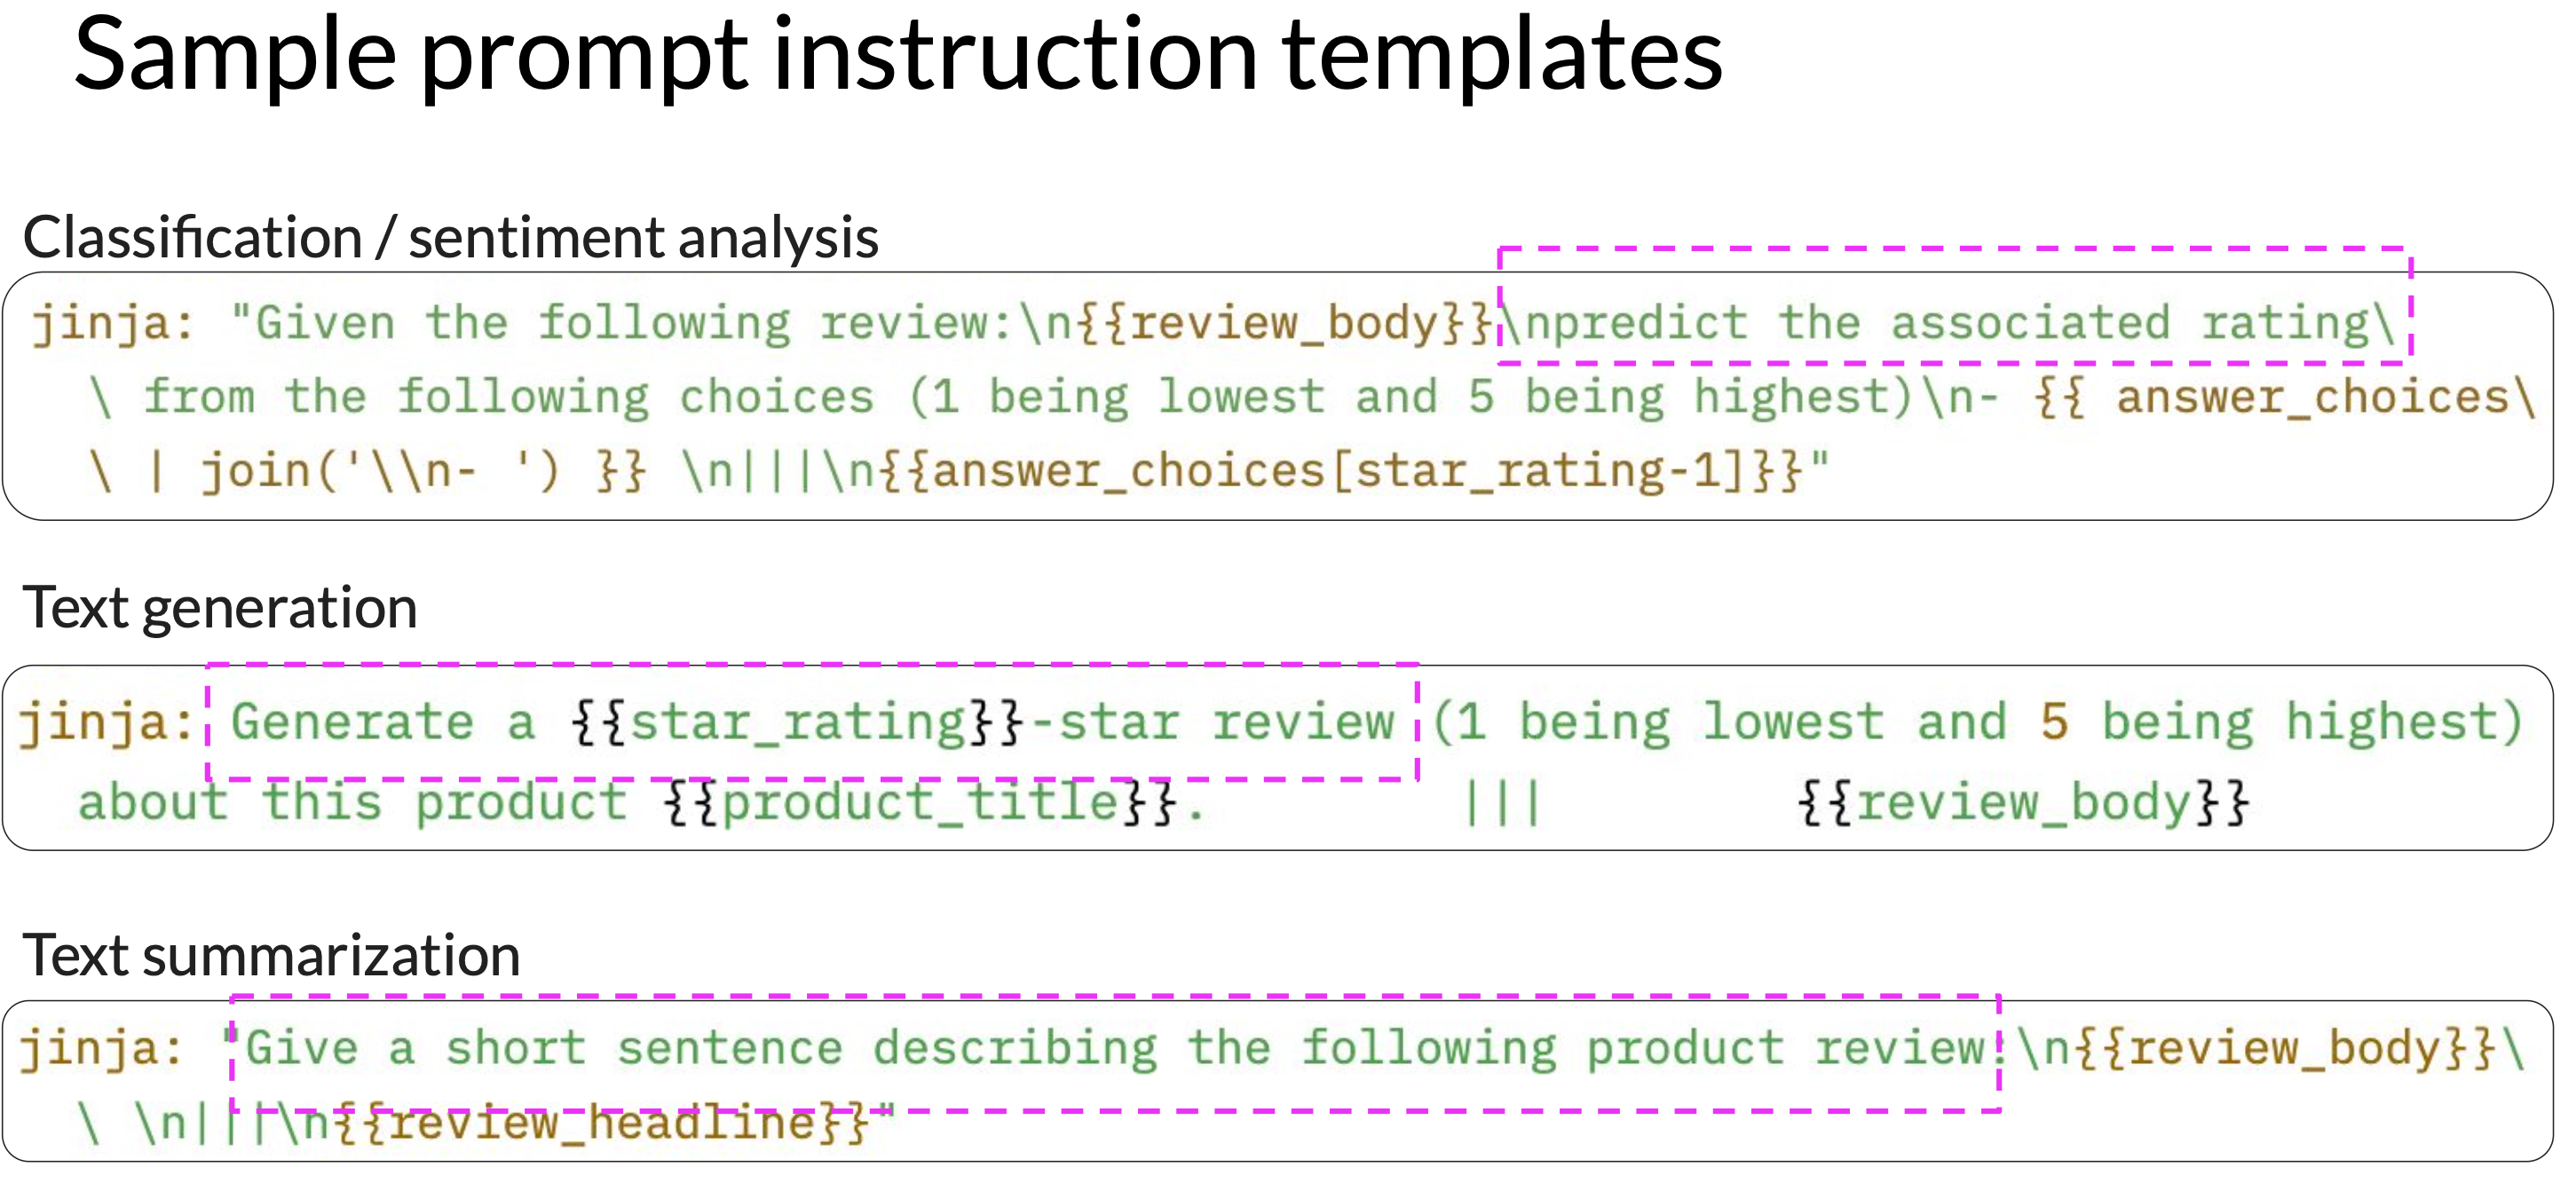 Sample prompt instruction templates
Classification / sentiment analysis
jinja: "Given the following review:\n{{review_body}}\npredict the associated rating\
\ from the following choices (1 being lowest and 5 being highest)\n- {{ answer_choices\
\ | join('\\n- ') }} \n|||\n{{answer_choices[star_rating-1]}}"
Text generation
jinja: Generate a {{star_rating}}-star review (1 being lowest and 5 being highest)
about this product {{product_title}}. ||| {{review_body}}
Text summarization
jinja: "Give a short sentence describing the following product review:\n{{review_body}}\
\ \n|||\n{{review_headline}}"